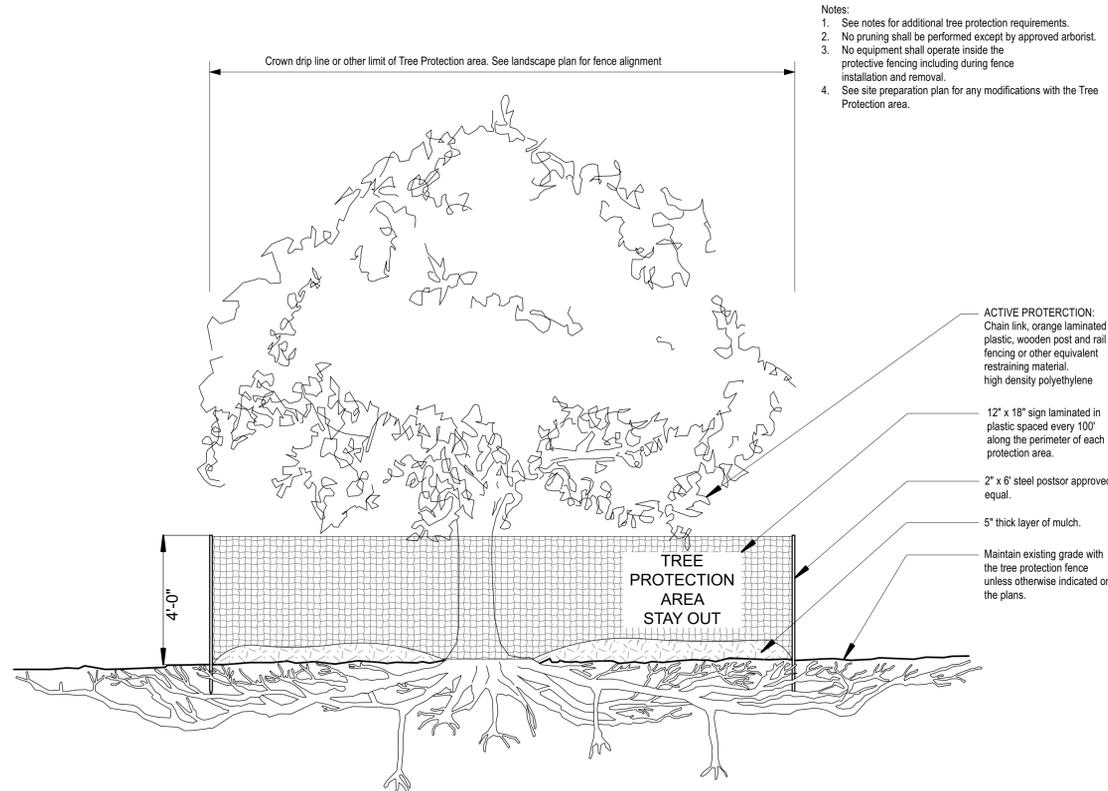 Notes:
1. See notes for additional tree protection requirements.
2. No pruning shall be performed except by approved arborist.
3. No equipment shall operate inside the
protective fencing including during fence
installation and removal.
4. See site preparation plan for any modifications with the Tree
Protection area.
Crown drip line or other limit of Tree Protection area. See landscape plan for fence alignment
ACTIVE PROTERCTION:
Chain link, orange laminated
plastic, wooden post and rail
fencing or other equivalent
restraining material.
high density polyethylene
12" x 18" sign laminated in
plastic spaced every 100'
along the perimeter of each
protection area.
2" x 6' steel postsor approved
equal.
5" thick layer of mulch.
Maintain existing grade with
the tree protection fence
unless otherwise indicated on
the plans.
TREE
PROTECTION
AREA
STAY OUT
4'-0"